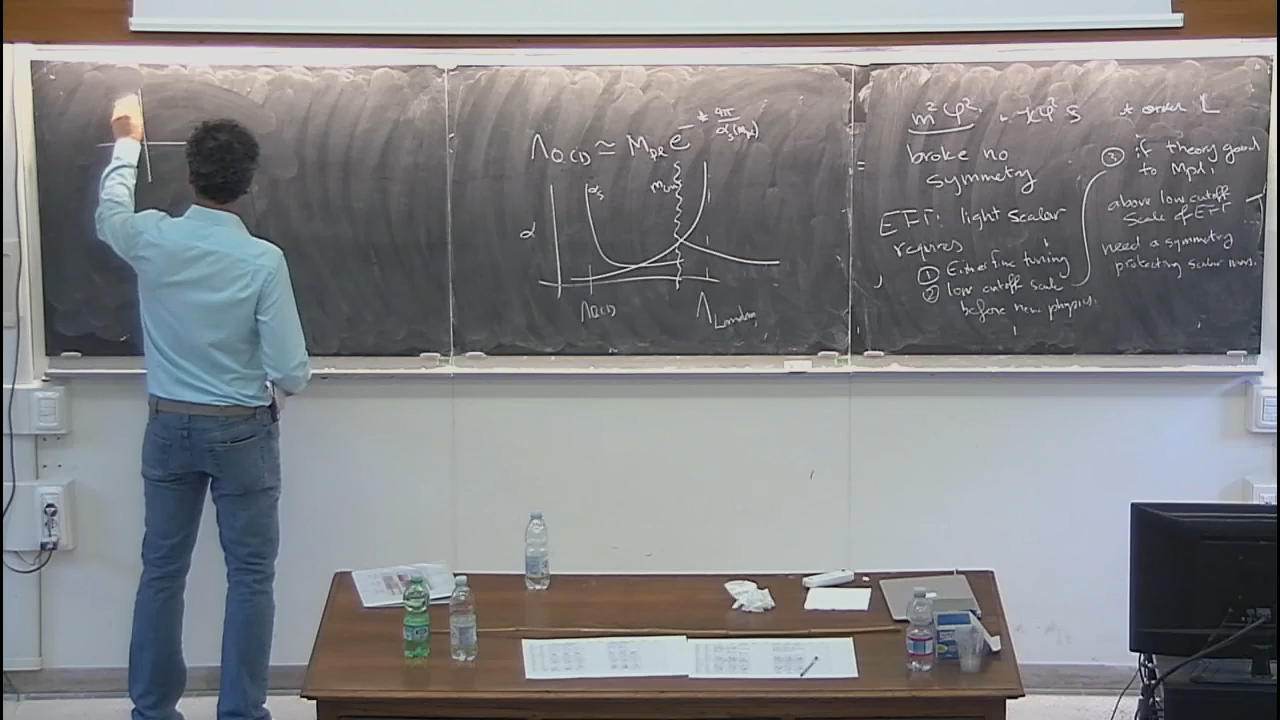 Λ_QCD ≃ M_Pl e^-* 4π/α_s(M_Pl)
α_s
α
Λ_QCD
Λ_Landau
m²φ², kφ² S * order L
broke no
symmetry
EFT: light scalar
requires
① Either fine tuning
② low cutoff scale
before new physics.
③ if theory good
to Mpl,
above low cutoff
scale of EFT
need a symmetry
protecting scalar mass.